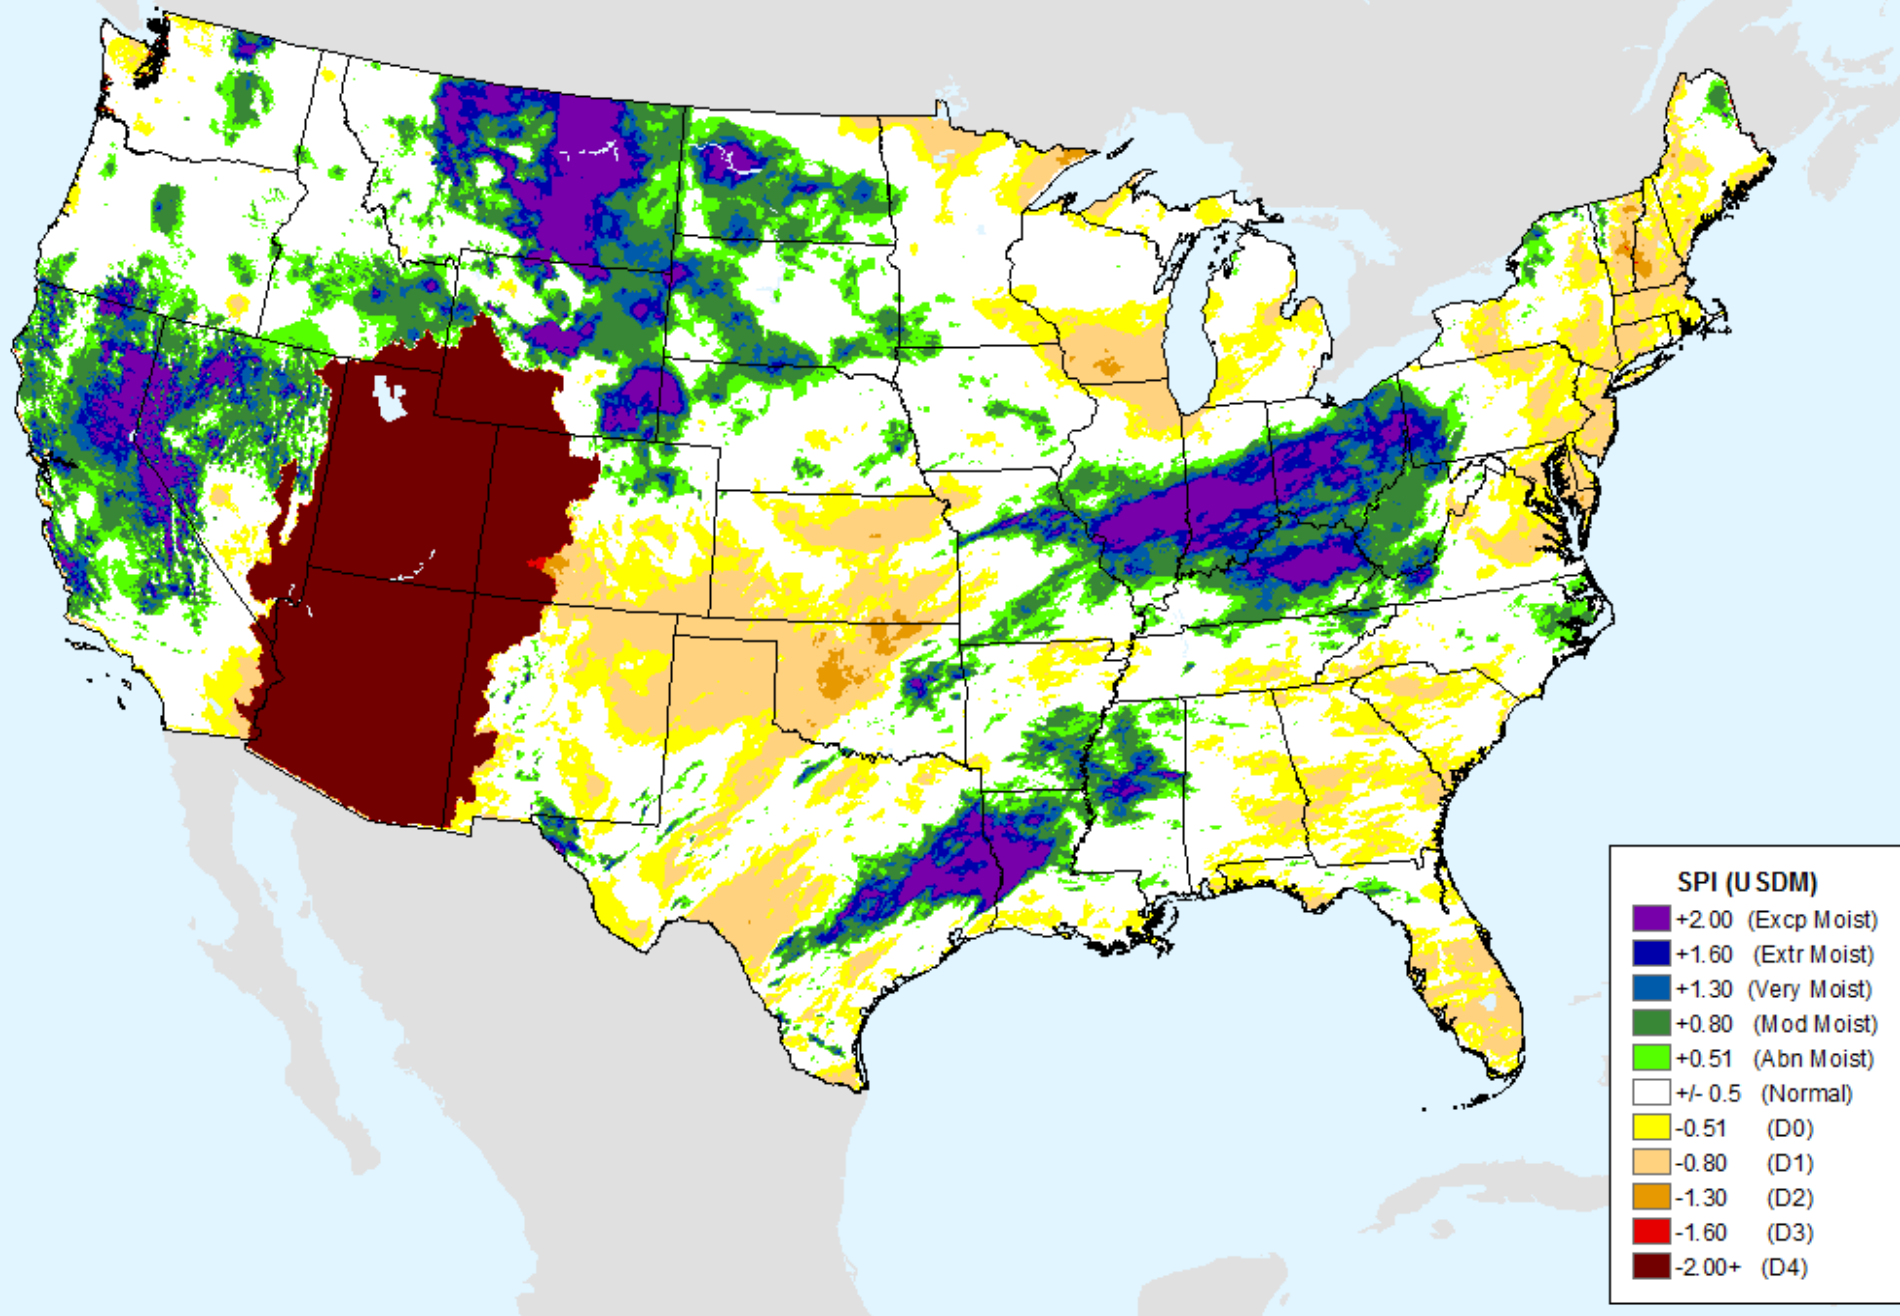 SPI (USDM)
+2.00 (Excp Moist)
+1.60 (Extr Moist)
+1.30 (Very Moist)
+0.80 (Mod Moist)
+0.51 (Abn Moist)
+/- 0.5 (Normal)
-0.51 (D0)
-0.80 (D1)
-1.30 (D2)
-1.60 (D3)
-2.00+ (D4)